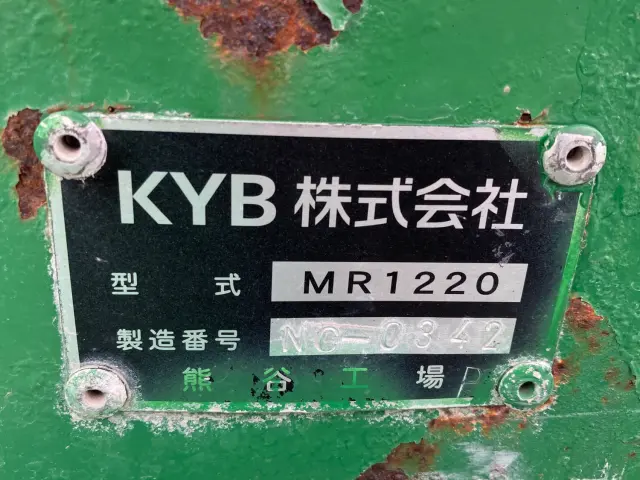 KYB 株式会社
型 式 MR1220
製造番号 NC-0342
熊 谷 工 場 P